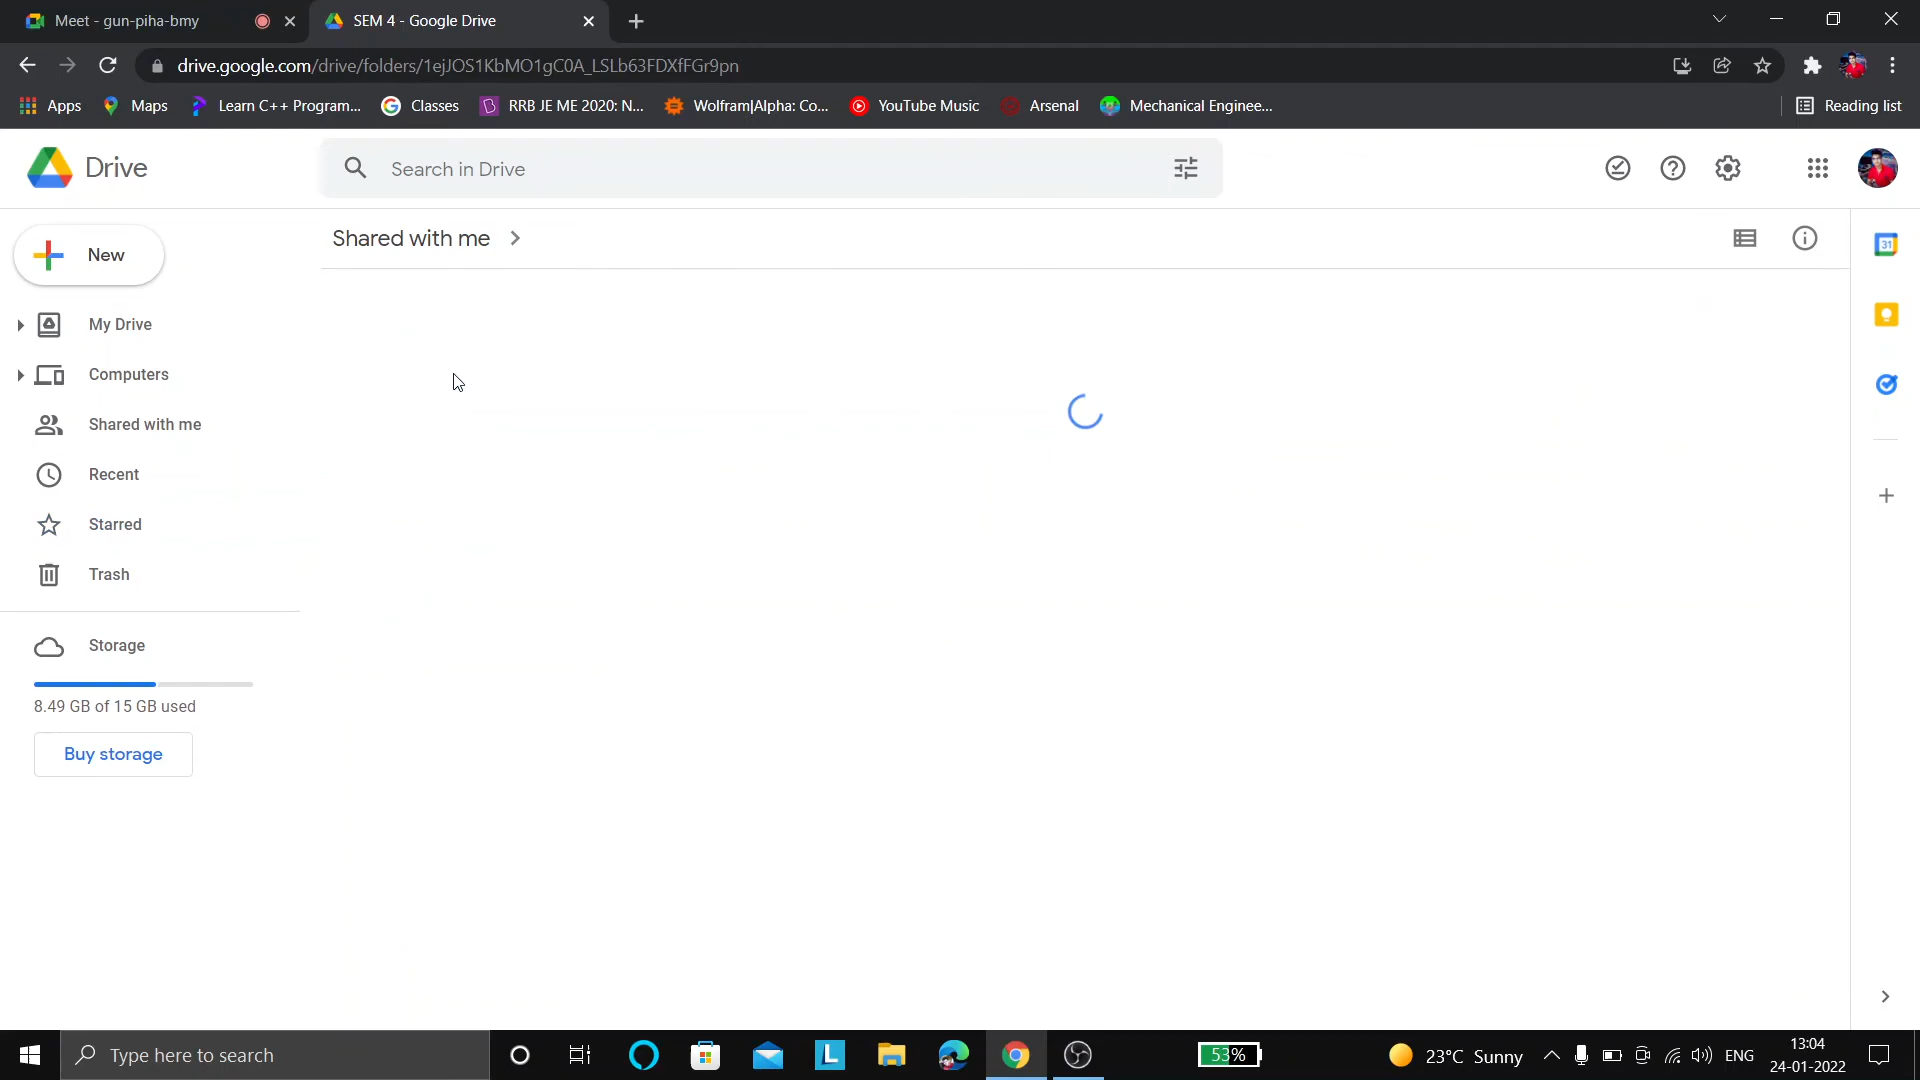 Meet - gun-piha-bmy
SEM 4 - Google Drive
drive.google.com/drive/folders/1ejJOS1KbMO1gC0A_LSLb63FDXfFGr9pn
Apps
Maps
Learn C++ Program...
Classes
RRB JE ME 2020: N...
Wolfram|Alpha: Co...
YouTube Music
Arsenal
Mechanical Enginee...
Reading list
Drive
Search in Drive
New
Shared with me
31
My Drive
Computers
Shared with me
Recent
Starred
Trash
Storage
8.49 GB of 15 GB used
Buy storage
Type here to search
L
53%
23°C Sunny
ENG
13:04
24-01-2022